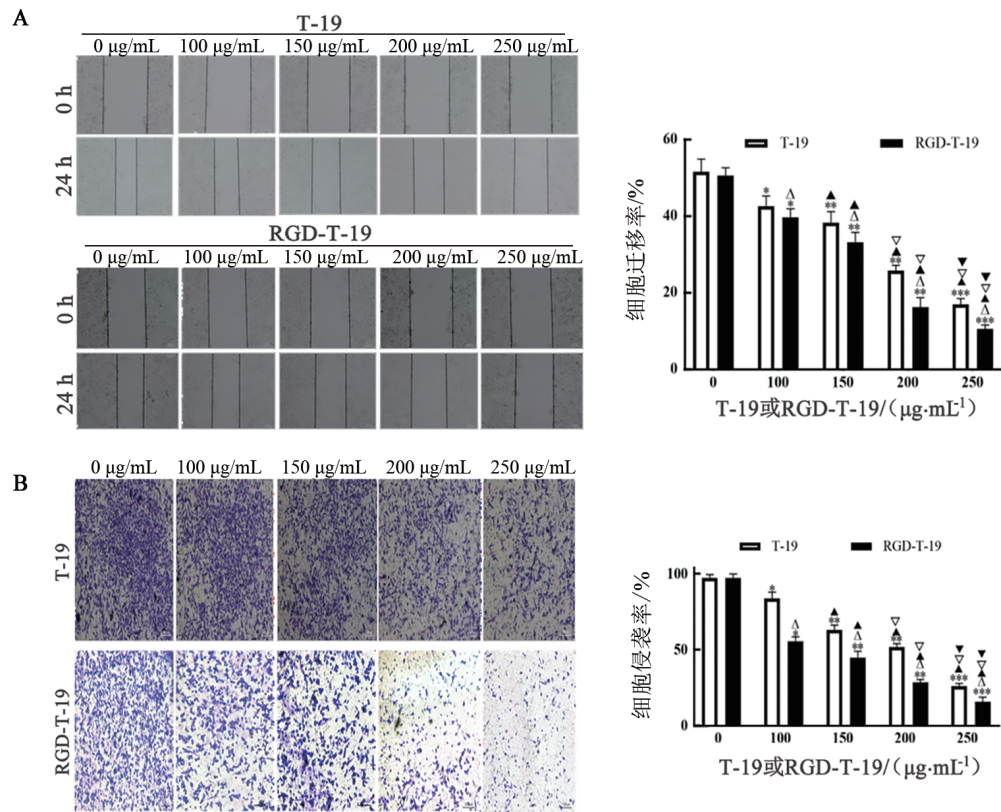 A
T-19
0 μg/mL 100 μg/mL 150 μg/mL 200 μg/mL 250 μg/mL
0 h
24 h
RGD-T-19
0 μg/mL 100 μg/mL 150 μg/mL 200 μg/mL 250 μg/mL
0 h
24 h
细胞迁移率/%
60
40
20
0
T-19 RGD-T-19
* Δ *
▲ ** ▲ Δ **
▽ ▲ ** ▽ ▲ Δ **
▼ ▽ ▲ *** ▼ ▽ ▲ Δ ***
0 100 150 200 250
T-19或RGD-T-19/(μg·mL-1)
B
0 μg/mL 100 μg/mL 150 μg/mL 200 μg/mL 250 μg/mL
T-19
RGD-T-19
细胞侵袭率/%
100
50
0
T-19 RGD-T-19
* Δ *
▲ ** ▲ Δ **
▽ ▲ ** ▽ ▲ Δ **
▼ ▽ ▲ *** ▼ ▽ ▲ Δ ***
0 100 150 200 250
T-19或RGD-T-19/(μg·mL-1)